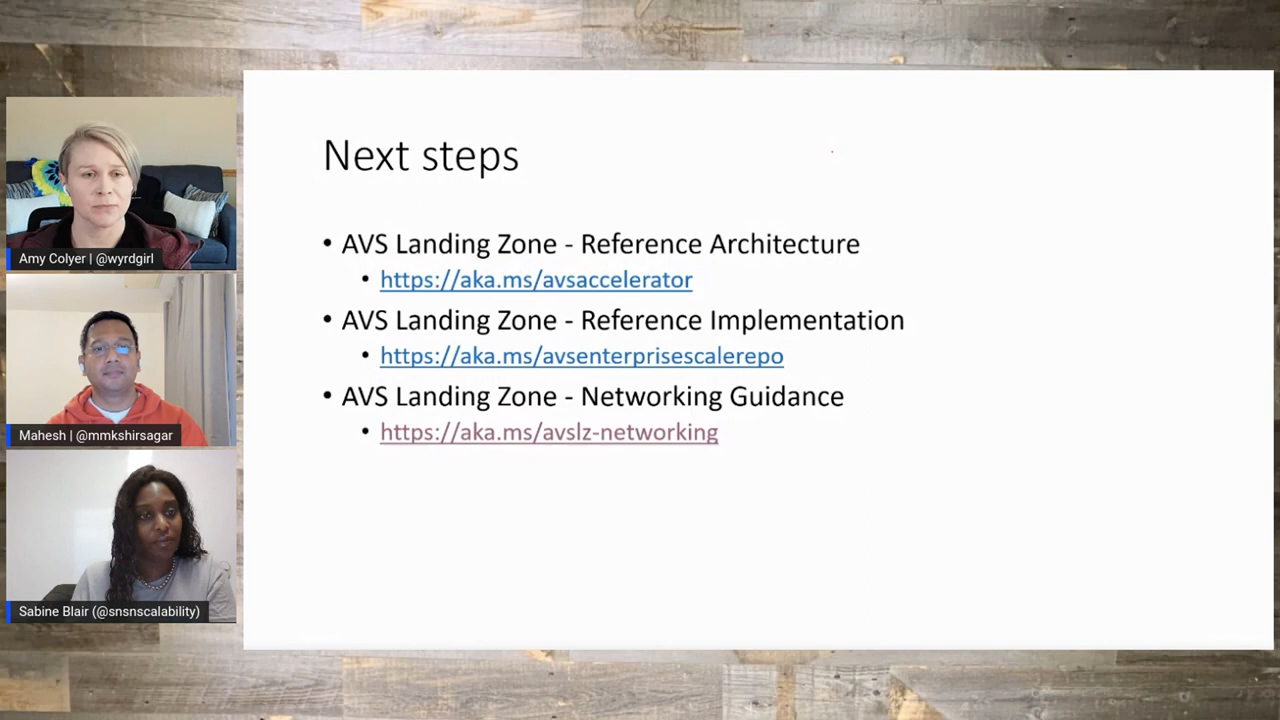 Next steps
• AVS Landing Zone - Reference Architecture
• https://aka.ms/avsaccelerator
• AVS Landing Zone - Reference Implementation
• https://aka.ms/avsenterprisescalerepo
• AVS Landing Zone - Networking Guidance
• https://aka.ms/avslz-networking
Amy Colyer | @wyrdgirl
Mahesh | @mmkshirsagar
Sabine Blair (@snsnscalability)